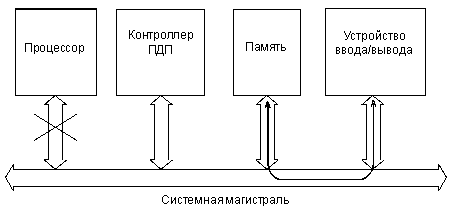 Процессор
Контроллер
ПДП
Память
Устройство
ввода/вывода
Системная магистраль